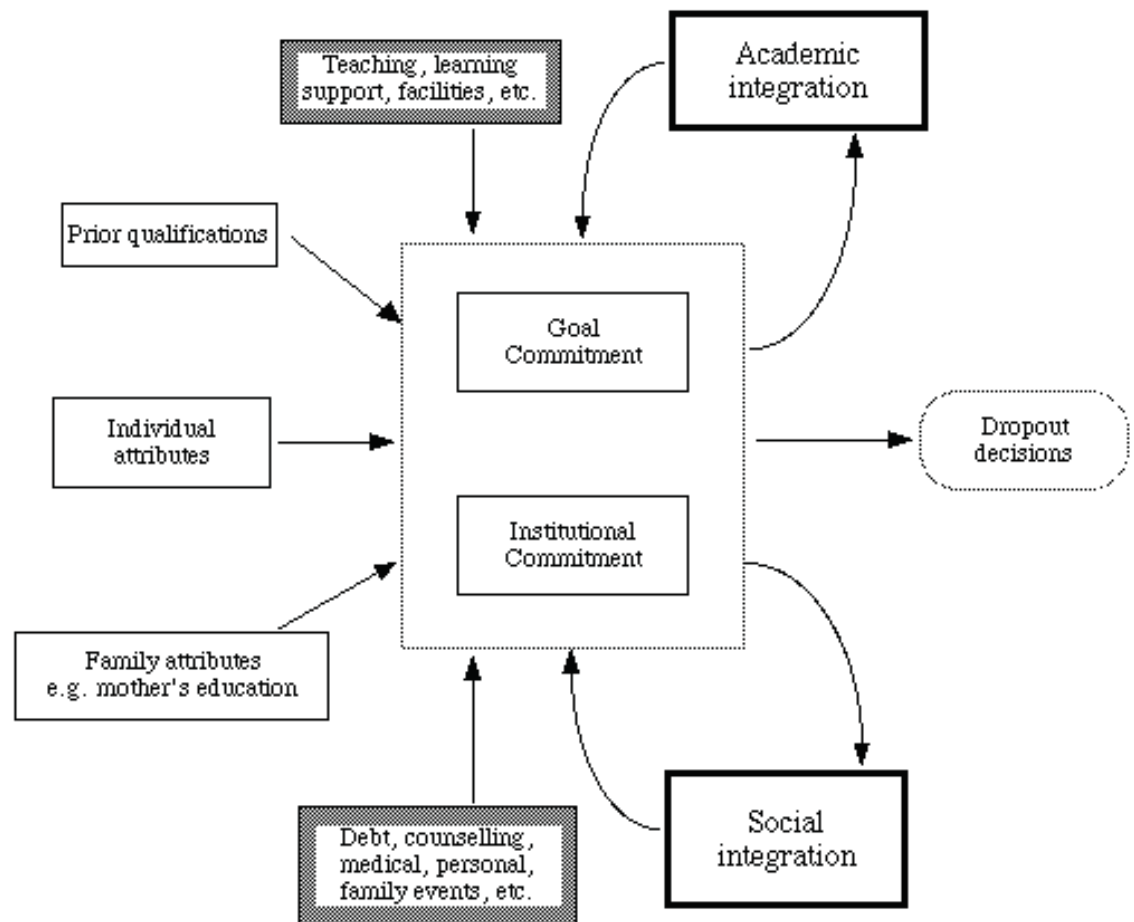 Teaching, learning
support, facilities, etc.
Academic
integration
Prior qualifications
Goal
Commitment
Individual
attributes
Dropout
decisions
Institutional
Commitment
Family attributes
e.g. mother's education
Debt, counselling,
medical, personal,
family events, etc.
Social
integration